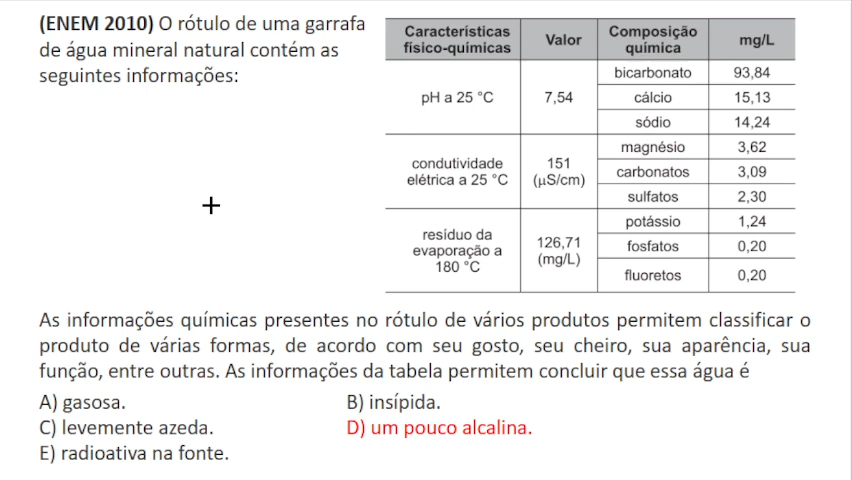 (ENEM 2010) O rótulo de uma garrafa
de água mineral natural contém as
seguintes informações:
Características
físico-químicas
Valor
Composição
química
mg/L
pH a 25 °C
7,54
bicarbonato 93,84
cálcio 15,13
sódio 14,24
condutividade
elétrica a 25 °C
151
(μS/cm)
magnésio 3,62
carbonatos 3,09
sulfatos 2,30
resíduo da
evaporação a
180 °C
126,71
(mg/L)
potássio 1,24
fosfatos 0,20
fluoretos 0,20
As informações químicas presentes no rótulo de vários produtos permitem classificar o
produto de várias formas, de acordo com seu gosto, seu cheiro, sua aparência, sua
função, entre outras. As informações da tabela permitem concluir que essa água é
A) gasosa. B) insípida.
C) levemente azeda. D) um pouco alcalina.
E) radioativa na fonte.